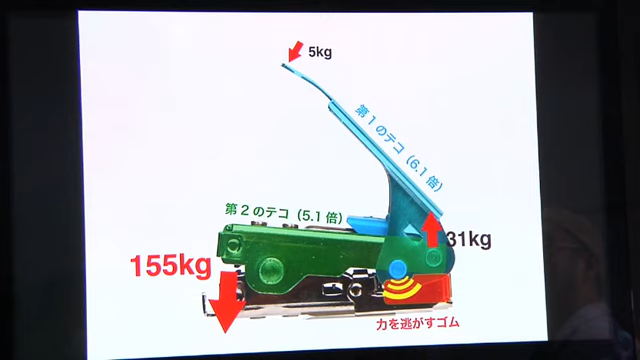 5kg
第1のテコ（6.1倍）
第2のテコ（5.1倍）
31kg
155kg
力を逃がすゴム